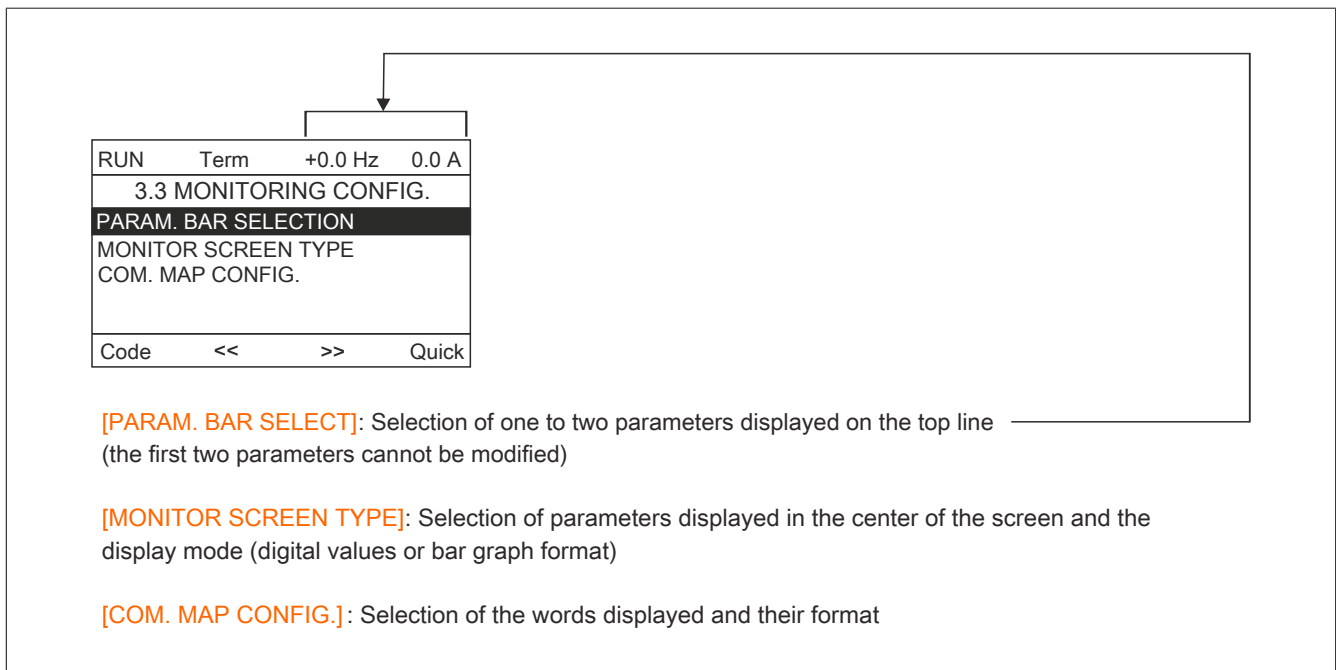 RUN Term +0.0 Hz 0.0 A
3.3 MONITORING CONFIG.
PARAM. BAR SELECTION
MONITOR SCREEN TYPE
COM. MAP CONFIG.
Code << >> Quick
[PARAM. BAR SELECT]: Selection of one to two parameters displayed on the top line
(the first two parameters cannot be modified)
[MONITOR SCREEN TYPE]: Selection of parameters displayed in the center of the screen and the
display mode (digital values or bar graph format)
[COM. MAP CONFIG.] : Selection of the words displayed and their format